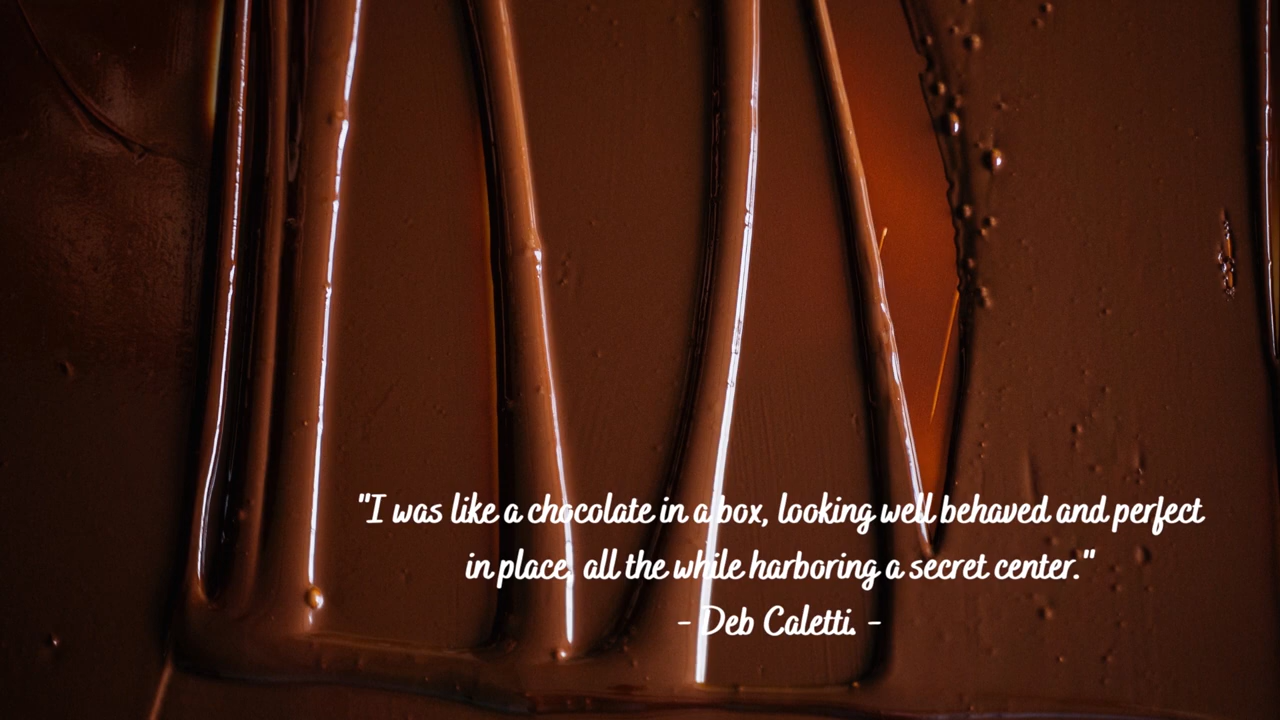 "I was like a chocolate in a box, looking well behaved and perfect
in place, all the while harboring a secret center."
- Deb Caletti. -